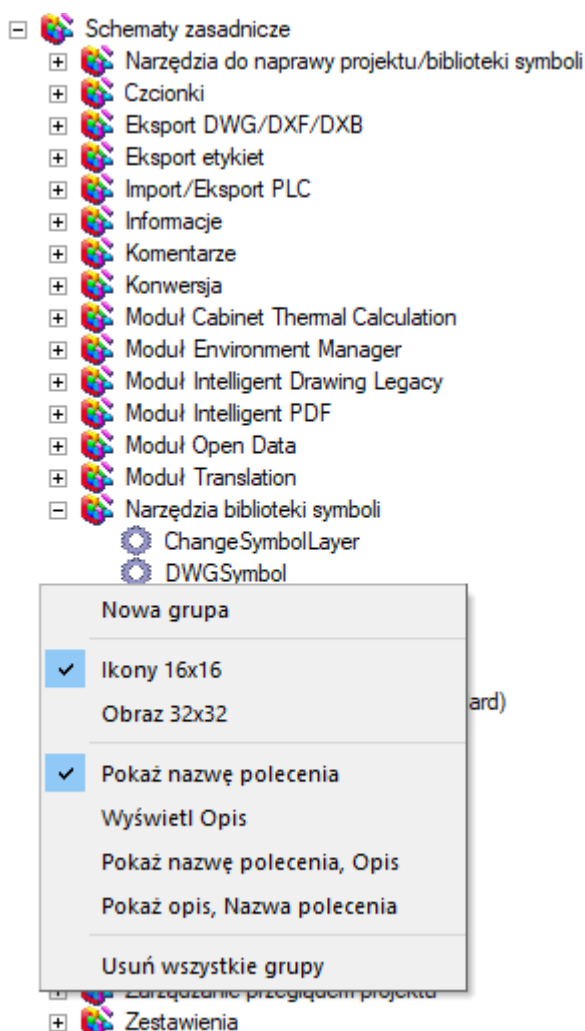 Schematy zasadnicze
Narzędzia do naprawy projektu/biblioteki symboli
Czcionki
Eksport DWG/DXF/DXB
Eksport etykiet
Import/Eksport PLC
Informacje
Komentarze
Konwersja
Moduł Cabinet Thermal Calculation
Moduł Environment Manager
Moduł Intelligent Drawing Legacy
Moduł Intelligent PDF
Moduł Open Data
Moduł Translation
Narzędzia biblioteki symboli
ChangeSymbolLayer
DWGSymbol
Nowa grupa
Ikony 16x16
Obraz 32x32
ard)
Pokaż nazwę polecenia
Wyświetl Opis
Pokaż nazwę polecenia, Opis
Pokaż opis, Nazwa polecenia
Usuń wszystkie grupy
Zarządzanie przeglądem projektu
Zestawienia